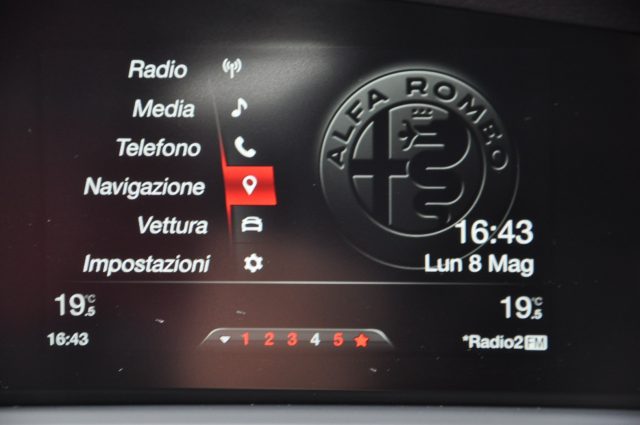 Radio
Media
Telefono
Navigazione
Vettura
Impostazioni
ALFA ROMEO
16:43
Lun 8 Mag
19.5°C
16:43
1 2 3 4 5
19.5°C
*Radio2 FM